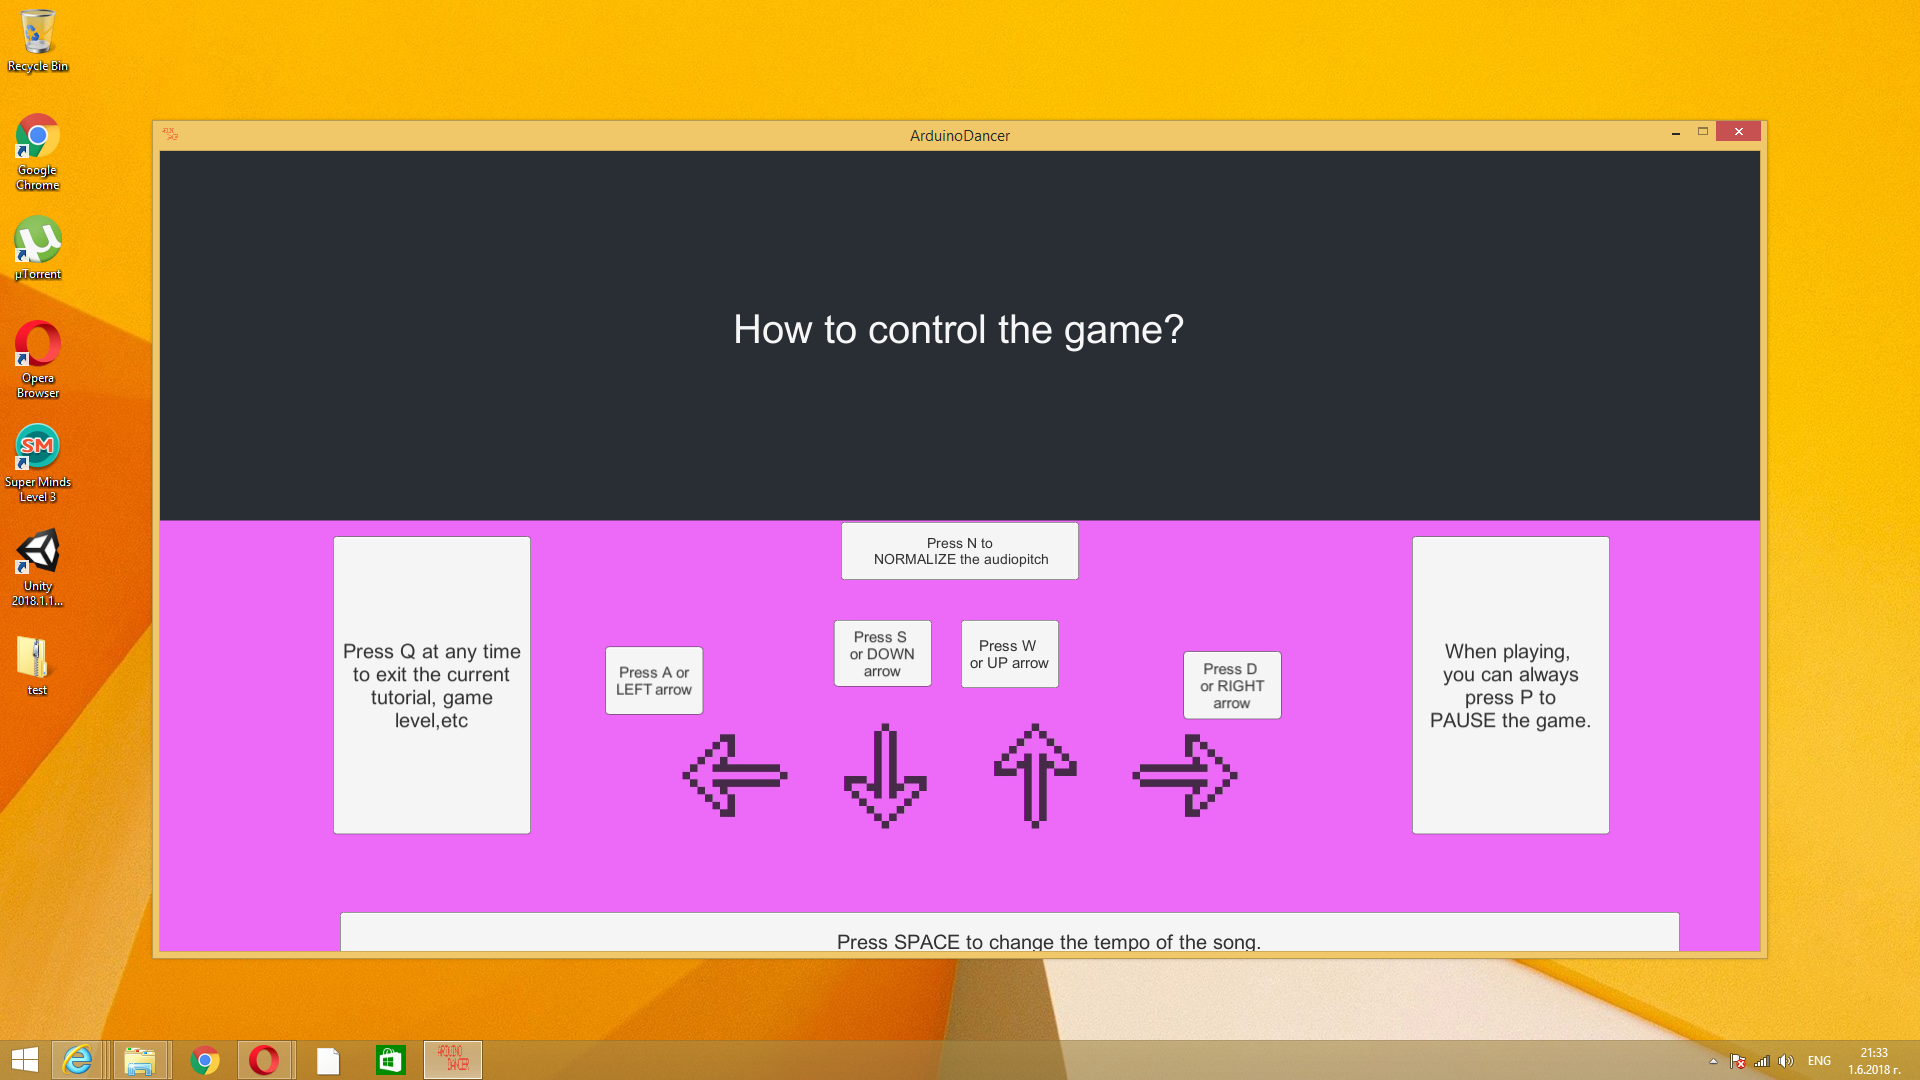 Recycle Bin
Google
Chrome
µTorrent
Opera
Browser
SM
Super Minds
Level 3
Unity
2018.1.1...
test
ArduinoDancer
How to control the game?
Press N to
NORMALIZE the audiopitch
Press Q at any time
to exit the current
tutorial, game
level,etc
Press A or
LEFT arrow
Press S
or DOWN
arrow
Press W
or UP arrow
Press D
or RIGHT
arrow
When playing,
you can always
press P to
PAUSE the game.
Press SPACE to change the tempo of the song.
ARDUINO
DANCER
ENG
21:33
1.6.2018 г.